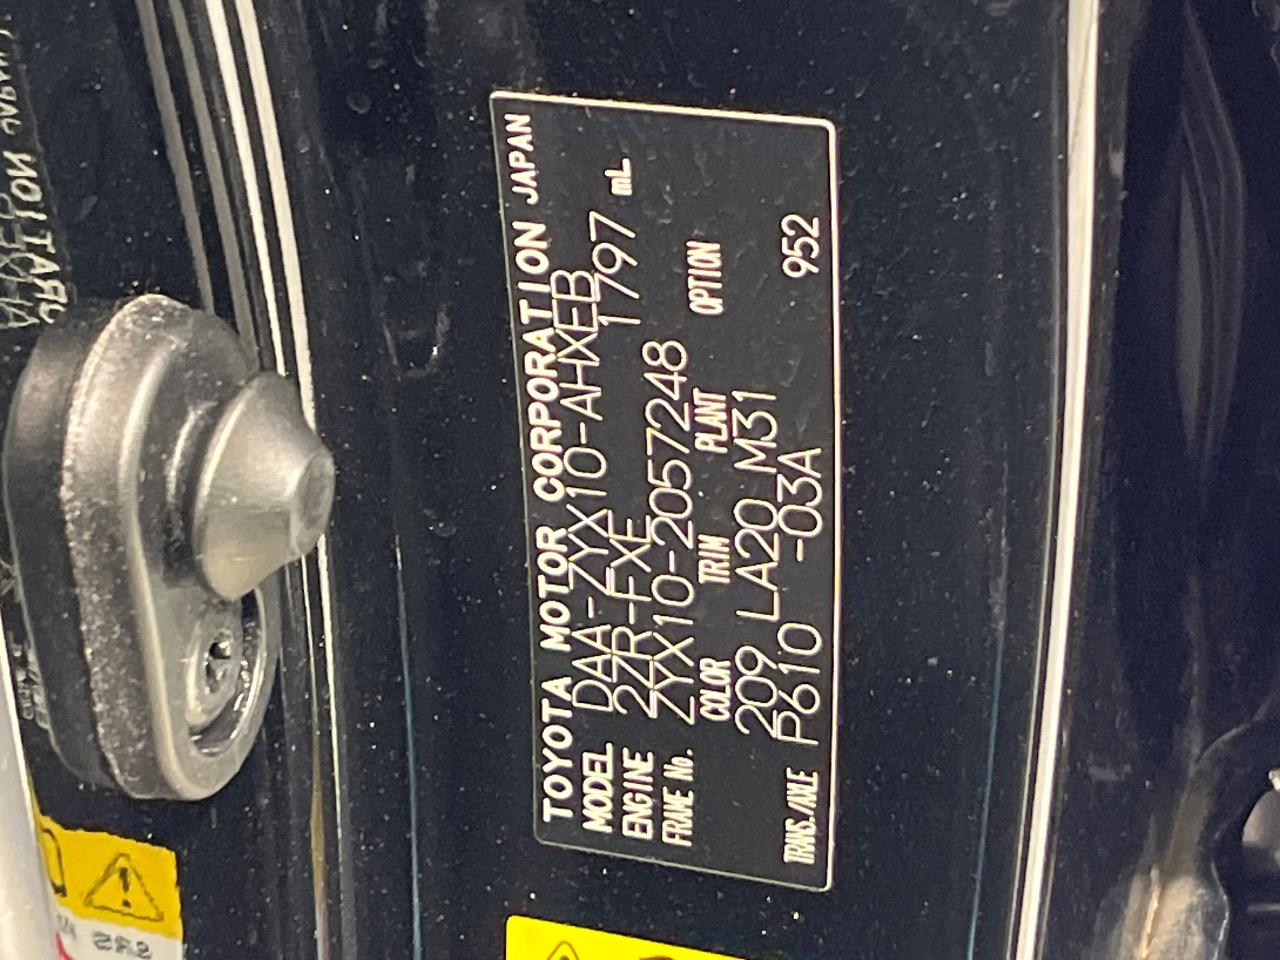 TOYOTA MOTOR CORPORATION JAPAN
MODEL DAA-ZYX10-AHXEB
ENGINE 2ZR-FXE 1797 mL
FRAME No. ZYX10-2057248
COLOR TRIM PLANT OPTION
209 LA20 M31
TRANS./AXLE P610 -03A 952